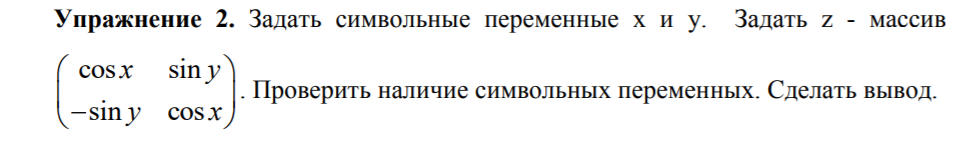 Упражнение 2. Задать символьные переменные x и y. Задать z - массив
cos x sin y
-sin y cos x
. Проверить наличие символьных переменных. Сделать вывод.